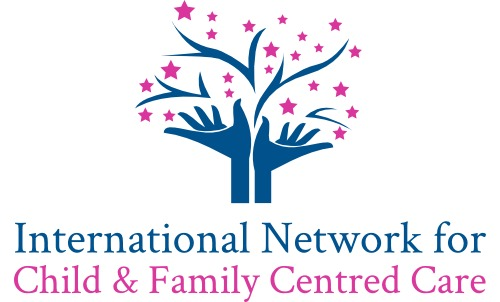 International Network for
Child & Family Centred Care